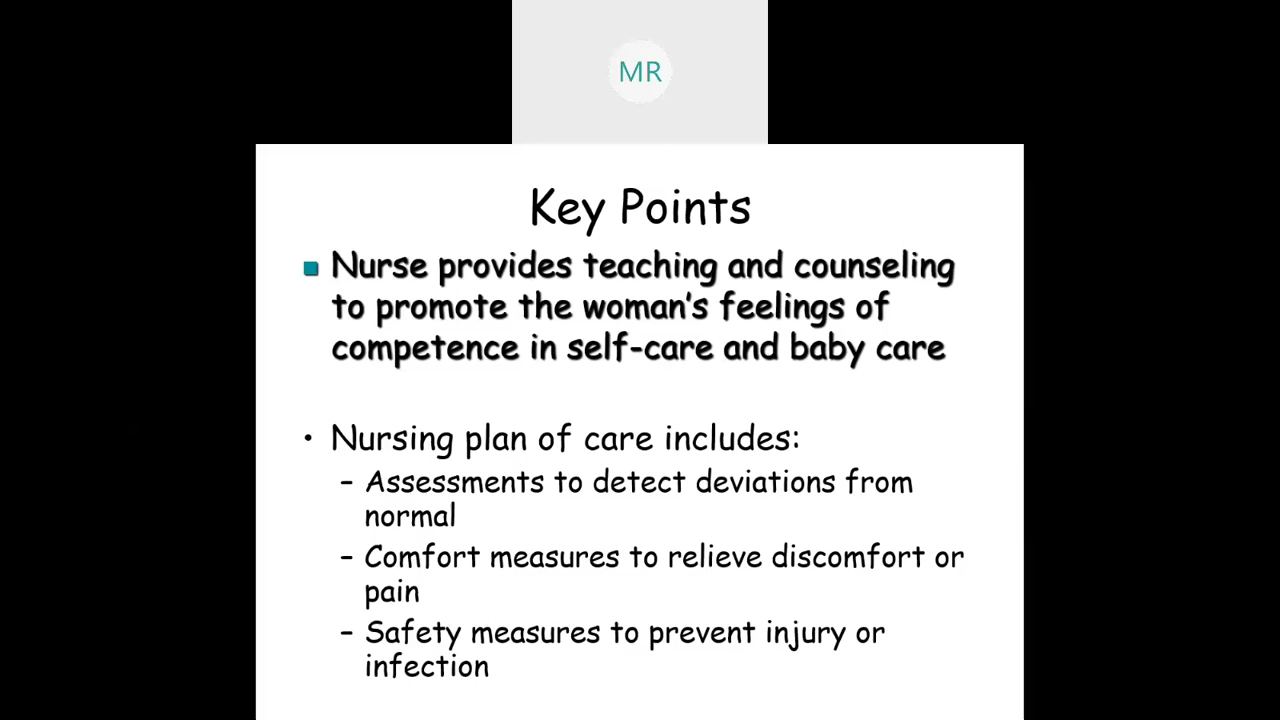 MR
Key Points
Nurse provides teaching and counseling
to promote the woman's feelings of
competence in self-care and baby care
• Nursing plan of care includes:
– Assessments to detect deviations from
normal
– Comfort measures to relieve discomfort or
pain
– Safety measures to prevent injury or
infection